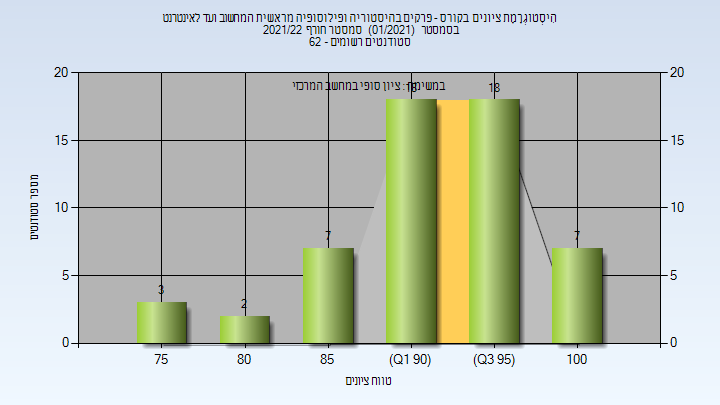 הִיסְטוֹגְרַמַת ציונים בקורס - פרקים בהיסטוריה ופילוסופיה מראשית המחשוב ועד לאינטרנט
בסמסטר (01/2021) סמסטר חורף 2021/22
סטודנטים רשומים - 62
במשימה: ציון סופי במחשב המרכזי
20
15
10
5
0
20
15
10
5
0
מספר סטודנטים
3
2
7
18
18
7
75
80
85
(Q1 90)
(Q3 95)
100
טווח ציונים